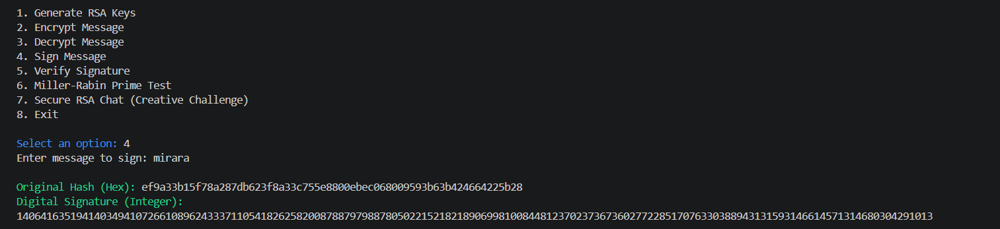 1. Generate RSA Keys
2. Encrypt Message
3. Decrypt Message
4. Sign Message
5. Verify Signature
6. Miller-Rabin Prime Test
7. Secure RSA Chat (Creative Challenge)
8. Exit
Select an option: 4
Enter message to sign: mirara
Original Hash (Hex): ef9a33b15f78a287db623f8a33c755e8800ebec068009593b63b424664225b28
Digital Signature (Integer):
14064163519414034941072661089624333711054182625820087887979887805022152182189069981008448123702373673602772285170763303889431315931466145713146803042910​13